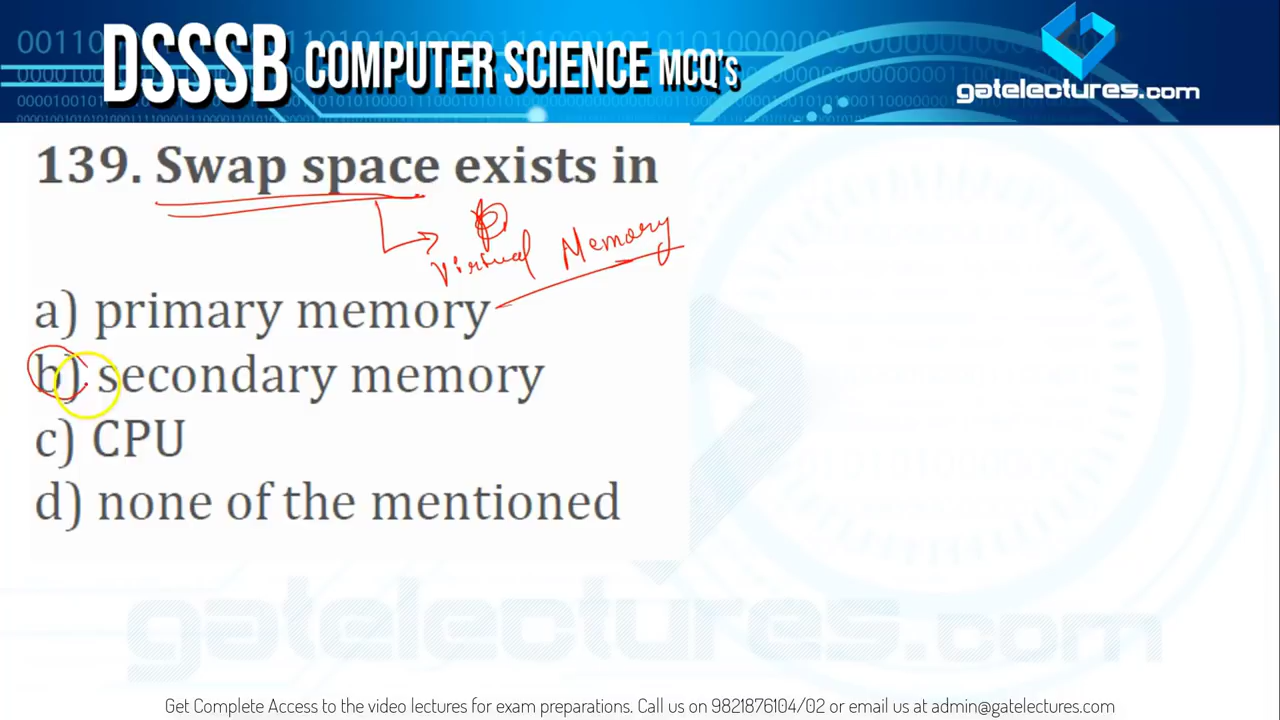 DSSSB COMPUTER SCIENCE MCQ's
gatelectures.com
139. Swap space exists in
Virtual Memory
a) primary memory
b) secondary memory
c) CPU
d) none of the mentioned
gatelectures.com
Get Complete Access to the video lectures for exam preparations. Call us on 9821876104/02 or email us at admin@gatelectures.com